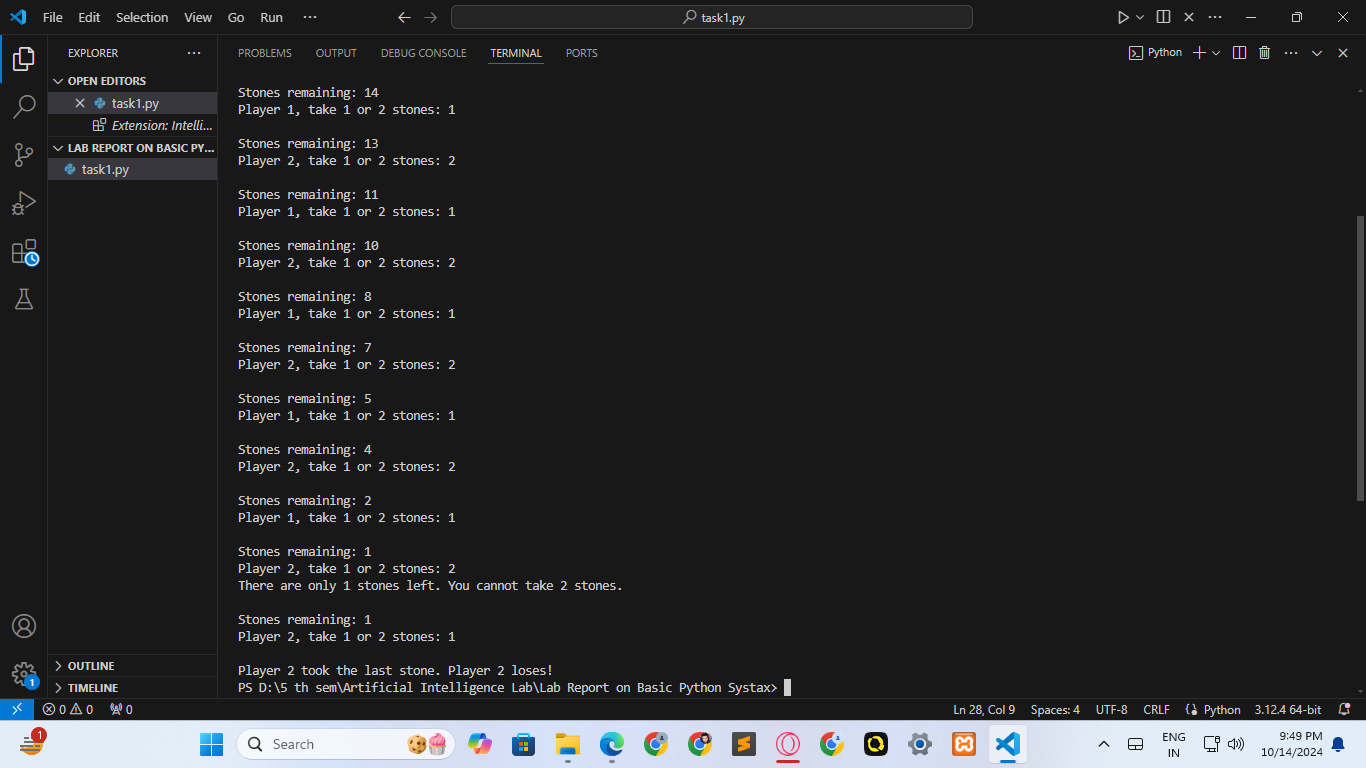 File Edit Selection View Go Run ··· task1.py
EXPLORER ···
PROBLEMS OUTPUT DEBUG CONSOLE TERMINAL PORTS
Python
OPEN EDITORS
task1.py
Extension: Intelli...
LAB REPORT ON BASIC PY...
task1.py
Stones remaining: 14
Player 1, take 1 or 2 stones: 1
Stones remaining: 13
Player 2, take 1 or 2 stones: 2
Stones remaining: 11
Player 1, take 1 or 2 stones: 1
Stones remaining: 10
Player 2, take 1 or 2 stones: 2
Stones remaining: 8
Player 1, take 1 or 2 stones: 1
Stones remaining: 7
Player 2, take 1 or 2 stones: 2
Stones remaining: 5
Player 1, take 1 or 2 stones: 1
Stones remaining: 4
Player 2, take 1 or 2 stones: 2
Stones remaining: 2
Player 1, take 1 or 2 stones: 1
Stones remaining: 1
Player 2, take 1 or 2 stones: 2
There are only 1 stones left. You cannot take 2 stones.
Stones remaining: 1
Player 2, take 1 or 2 stones: 1
Player 2 took the last stone. Player 2 loses!
PS D:\5 th sem\Artificial Intelligence Lab\Lab Report on Basic Python Systax>
OUTLINE
TIMELINE
1
0 0 0 Ln 28, Col 9 Spaces: 4 UTF-8 CRLF Python 3.12.4 64-bit
1
Search
ENG
IN
9:49 PM
10/14/2024